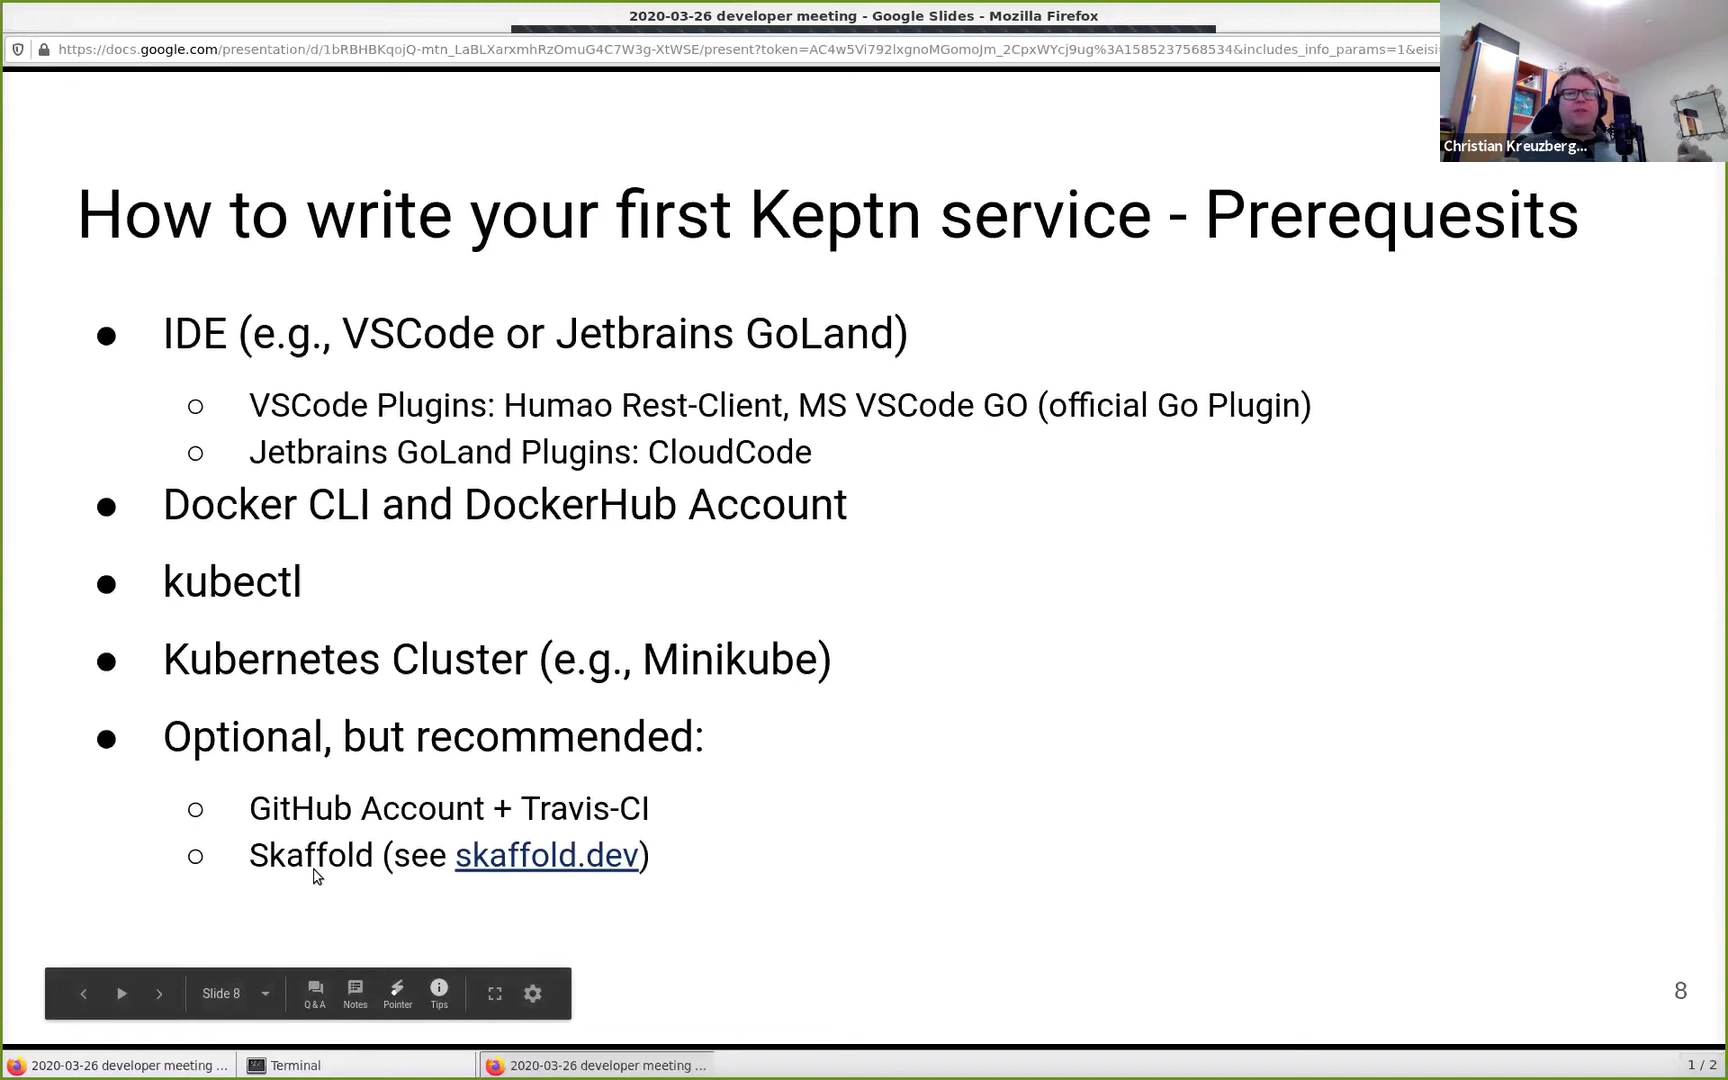 2020-03-26 developer meeting - Google Slides - Mozilla Firefox
https://docs.google.com/presentation/d/1bRBHBKqojQ-mtn_LaBLXarxmhRzOmuG4C7W3g-XtWSE/present?token=AC4w5Vi792lxgnoMGomoJm_2CpxWYcj9ug%3A1585237568534&includes_info_params=1&eisi
Christian Kreuzberg...
How to write your first Keptn service - Prerequesits
● IDE (e.g., VSCode or Jetbrains GoLand)
○ VSCode Plugins: Humao Rest-Client, MS VSCode GO (official Go Plugin)
○ Jetbrains GoLand Plugins: CloudCode
● Docker CLI and DockerHub Account
● kubectl
● Kubernetes Cluster (e.g., Minikube)
● Optional, but recommended:
○ GitHub Account + Travis-CI
○ Skaffold (see skaffold.dev)
Slide 8
Q & A Notes Pointer Tips
8
2020-03-26 developer meeting ... Terminal 2020-03-26 developer meeting ... 1 / 2